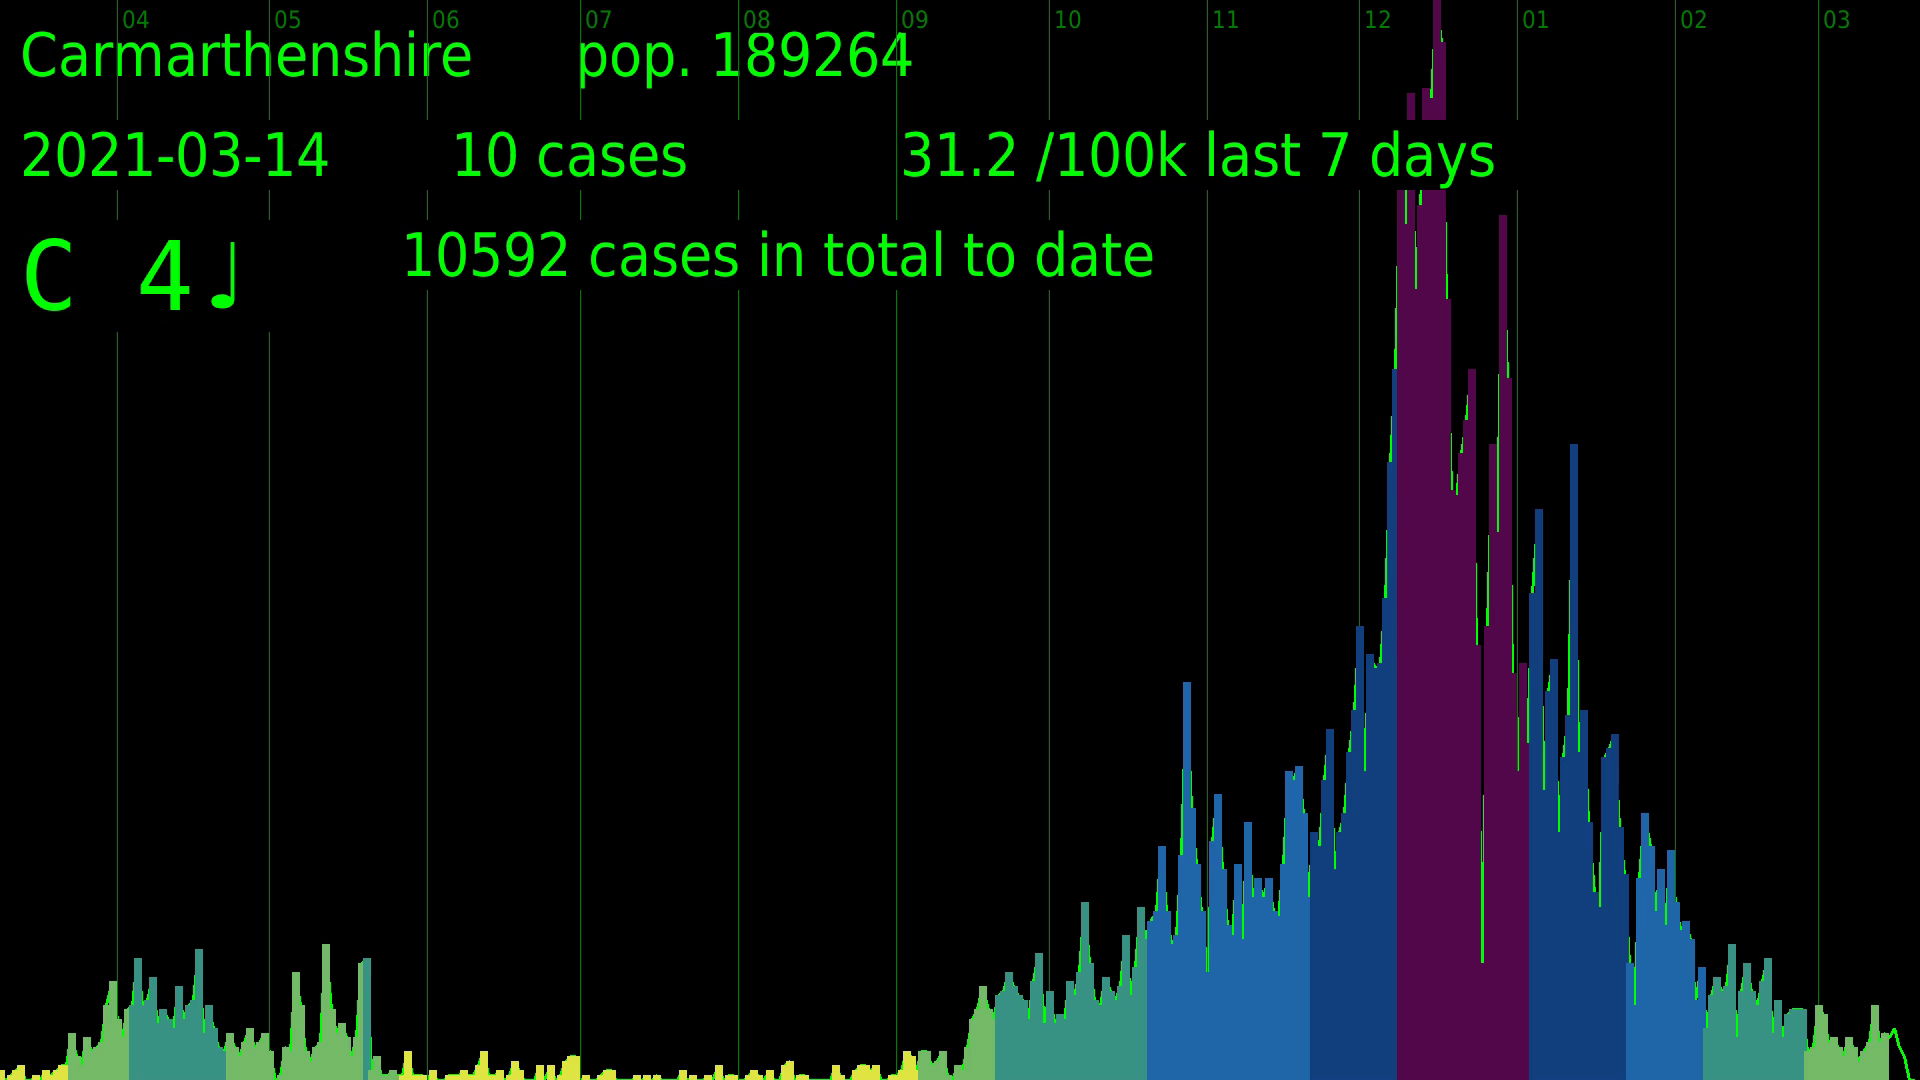 04 05 06 07 08 09 10 11 12 01 02 03
Carmarthenshire pop. 189264
2021-03-14 10 cases 31.2 /100k last 7 days
C 4♩ 10592 cases in total to date